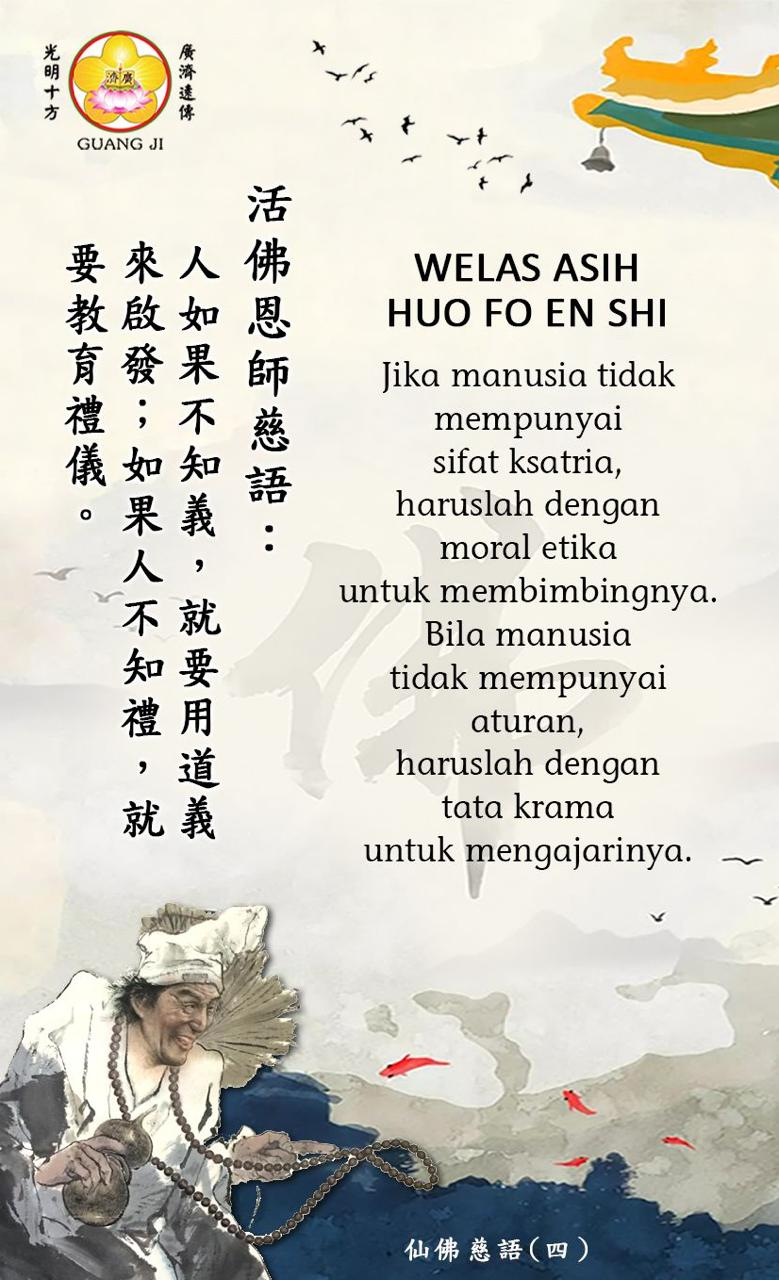 光明十方
廣濟
廣濟遠傳
GUANG JI
活佛恩師慈語：
人如果不知義，就要用道義
來啟發；如果人不知禮，就
要教育禮儀。
WELAS ASIH
HUO FO EN SHI
Jika manusia tidak
mempunyai
sifat ksatria,
haruslah dengan
moral etika
untuk membimbingnya.
Bila manusia
tidak mempunyai
aturan,
haruslah dengan
tata krama
untuk mengajarinya.
佛
仙佛慈語(四)